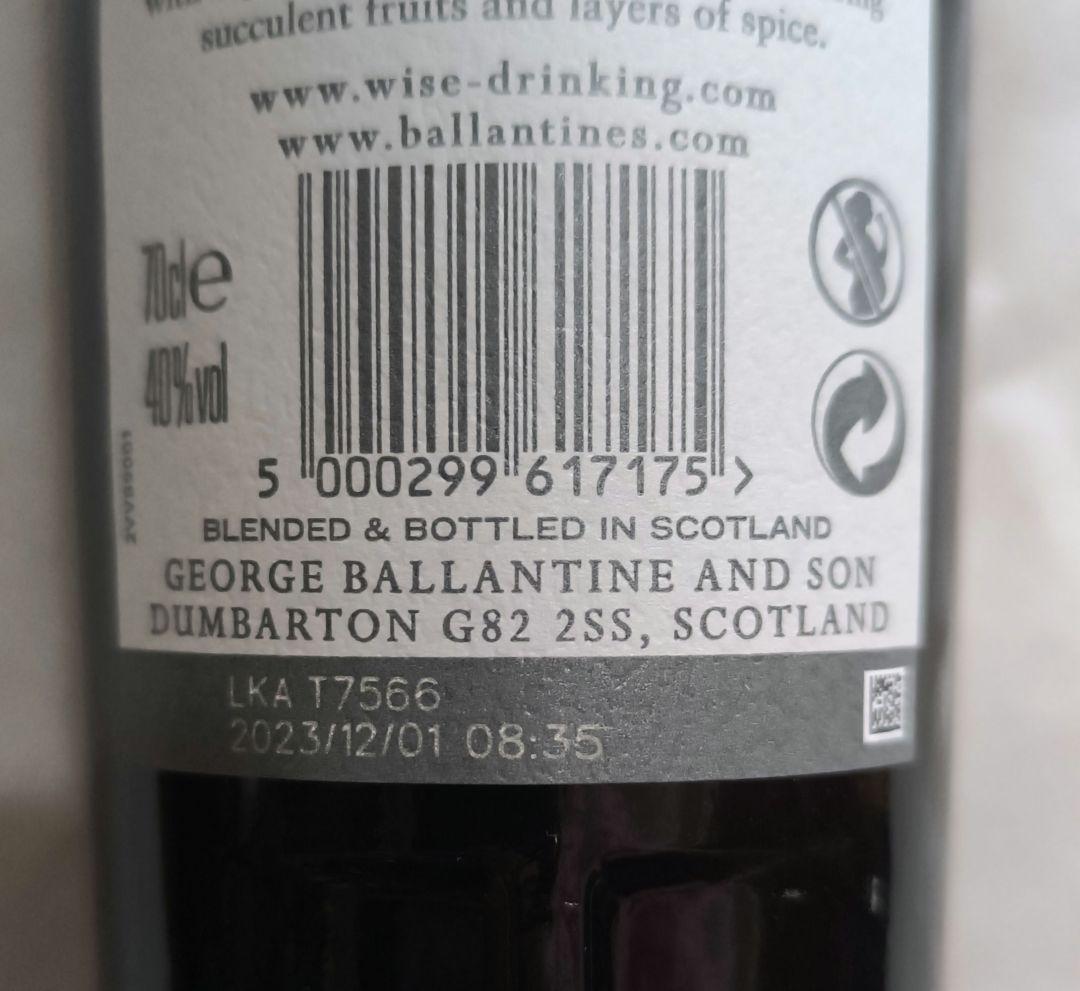 succulent fruits and layers of spice.
www.wise-drinking.com
www.ballantines.com
70cl e
40%vol
5 000299 617175 >
BLENDED & BOTTLED IN SCOTLAND
GEORGE BALLANTINE AND SON
DUMBARTON G82 2SS, SCOTLAND
LKA T7566
2023/12/01 08:35